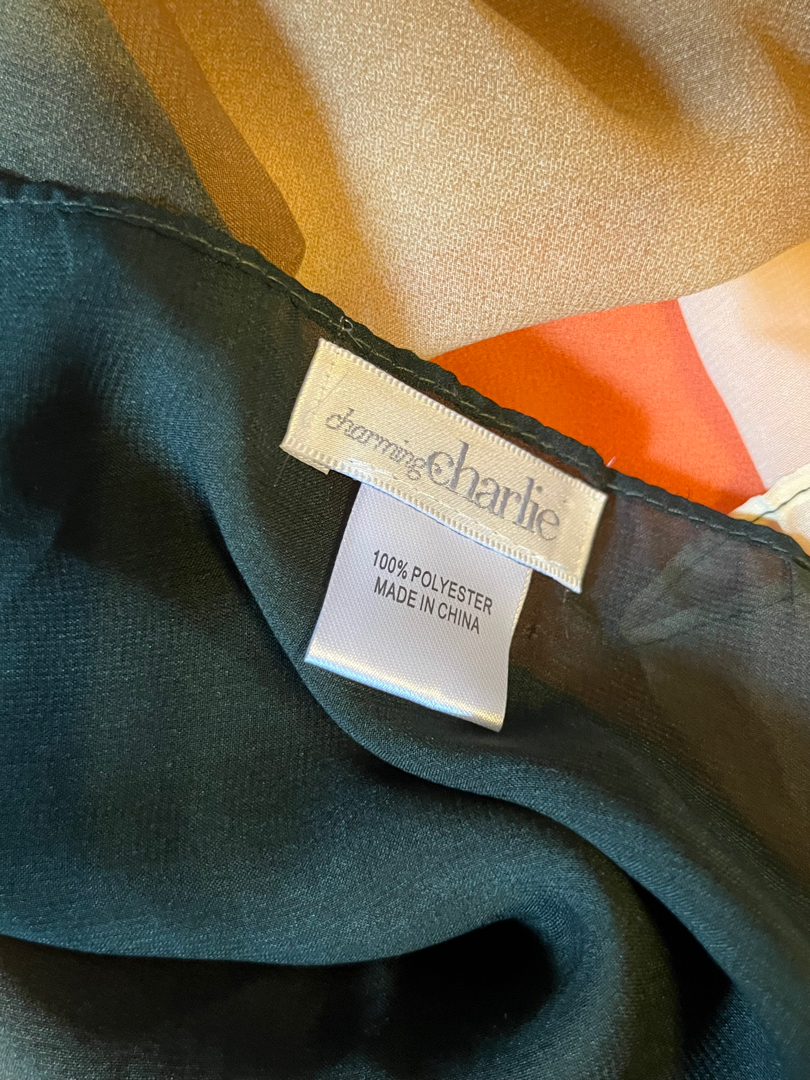 charming charlie
100% POLYESTER
MADE IN CHINA